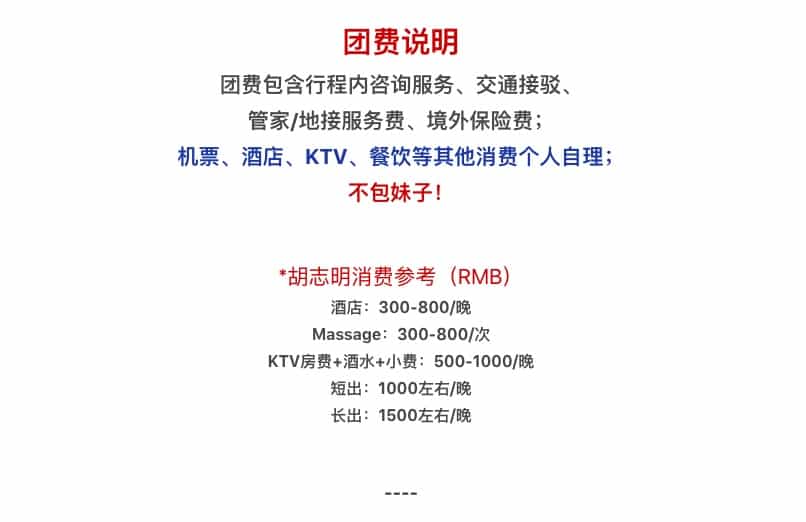 团费说明
团费包含行程内咨询服务、交通接驳、
管家/地接服务费、境外保险费；
机票、酒店、KTV、餐饮等其他消费个人自理；
不包妹子！
*胡志明消费参考（RMB）
酒店：300-800/晚
Massage：300-800/次
KTV房费+酒水+小费：500-1000/晚
短出：1000左右/晚
长出：1500左右/晚
----